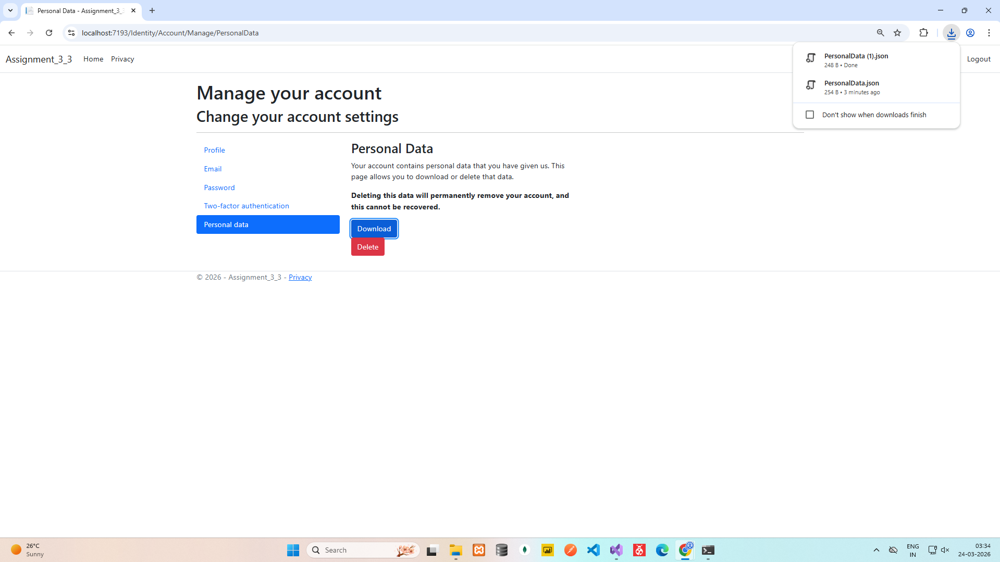 Personal Data - Assignment_3_3
localhost:7193/Identity/Account/Manage/PersonalData
Assignment_3_3
Home
Privacy
Logout
PersonalData (1).json
248 B • Done
PersonalData.json
254 B • 3 minutes ago
Don't show when downloads finish
Manage your account
Change your account settings
Profile
Email
Password
Two-factor authentication
Personal data
Personal Data
Your account contains personal data that you have given us. This
page allows you to download or delete that data.
Deleting this data will permanently remove your account, and
this cannot be recovered.
Download
Delete
© 2026 - Assignment_3_3 - Privacy
26°C
Sunny
Search
ENG
IN
03:34
24-03-2026